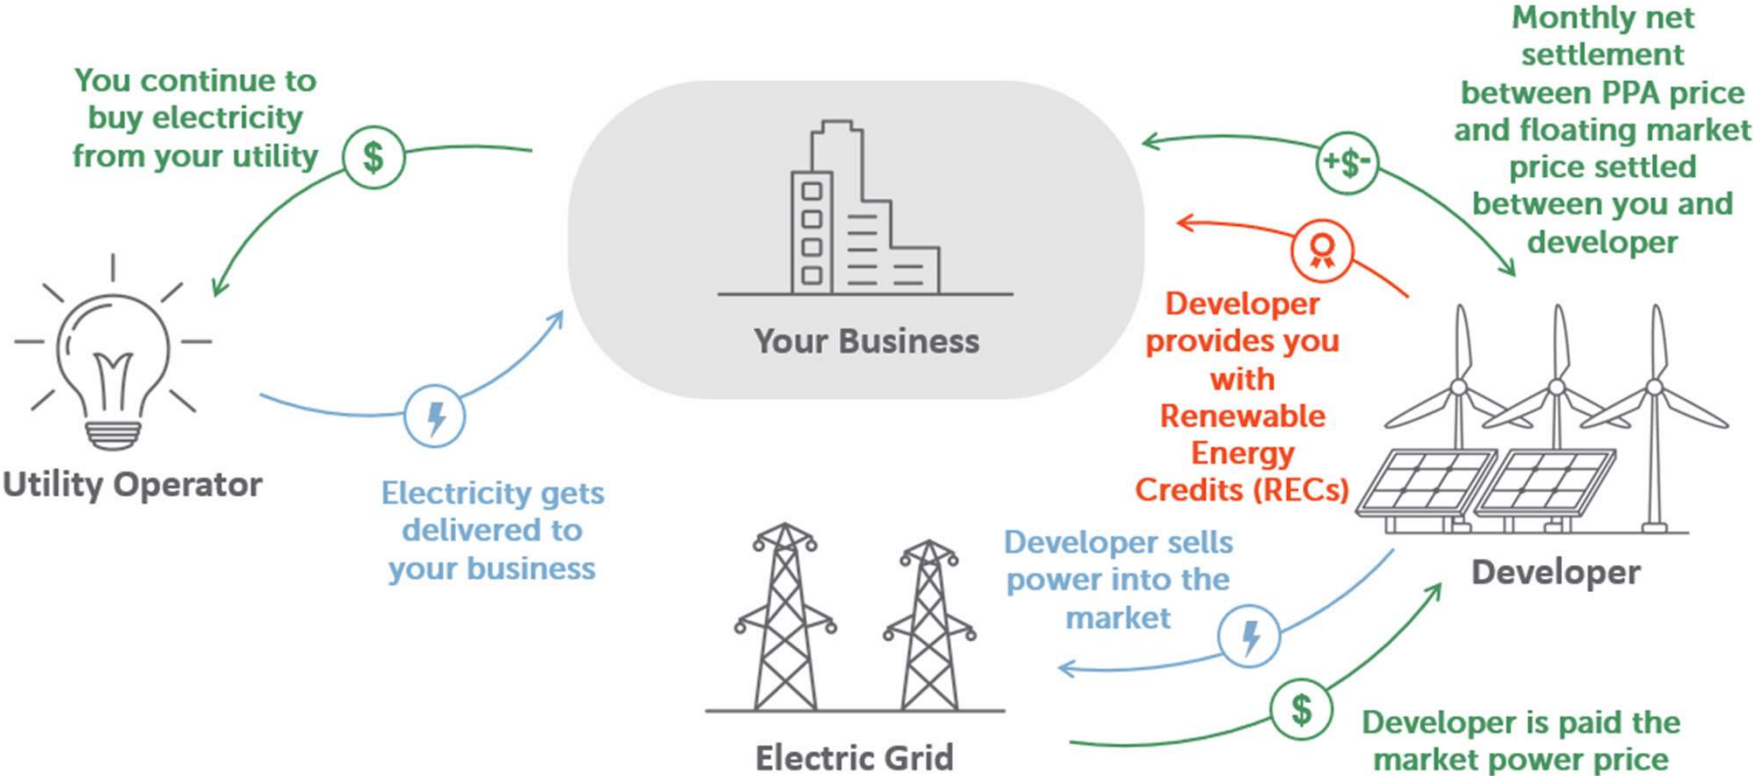 You continue to
buy electricity
from your utility
$
Utility Operator
Electricity gets
delivered to
your business
Your Business
Monthly net
settlement
between PPA price
and floating market
price settled
between you and
developer
+$-
Developer
provides you
with
Renewable
Energy
Credits (RECs)
Developer
Developer sells
power into the
market
$
Developer is paid the
market power price
Electric Grid